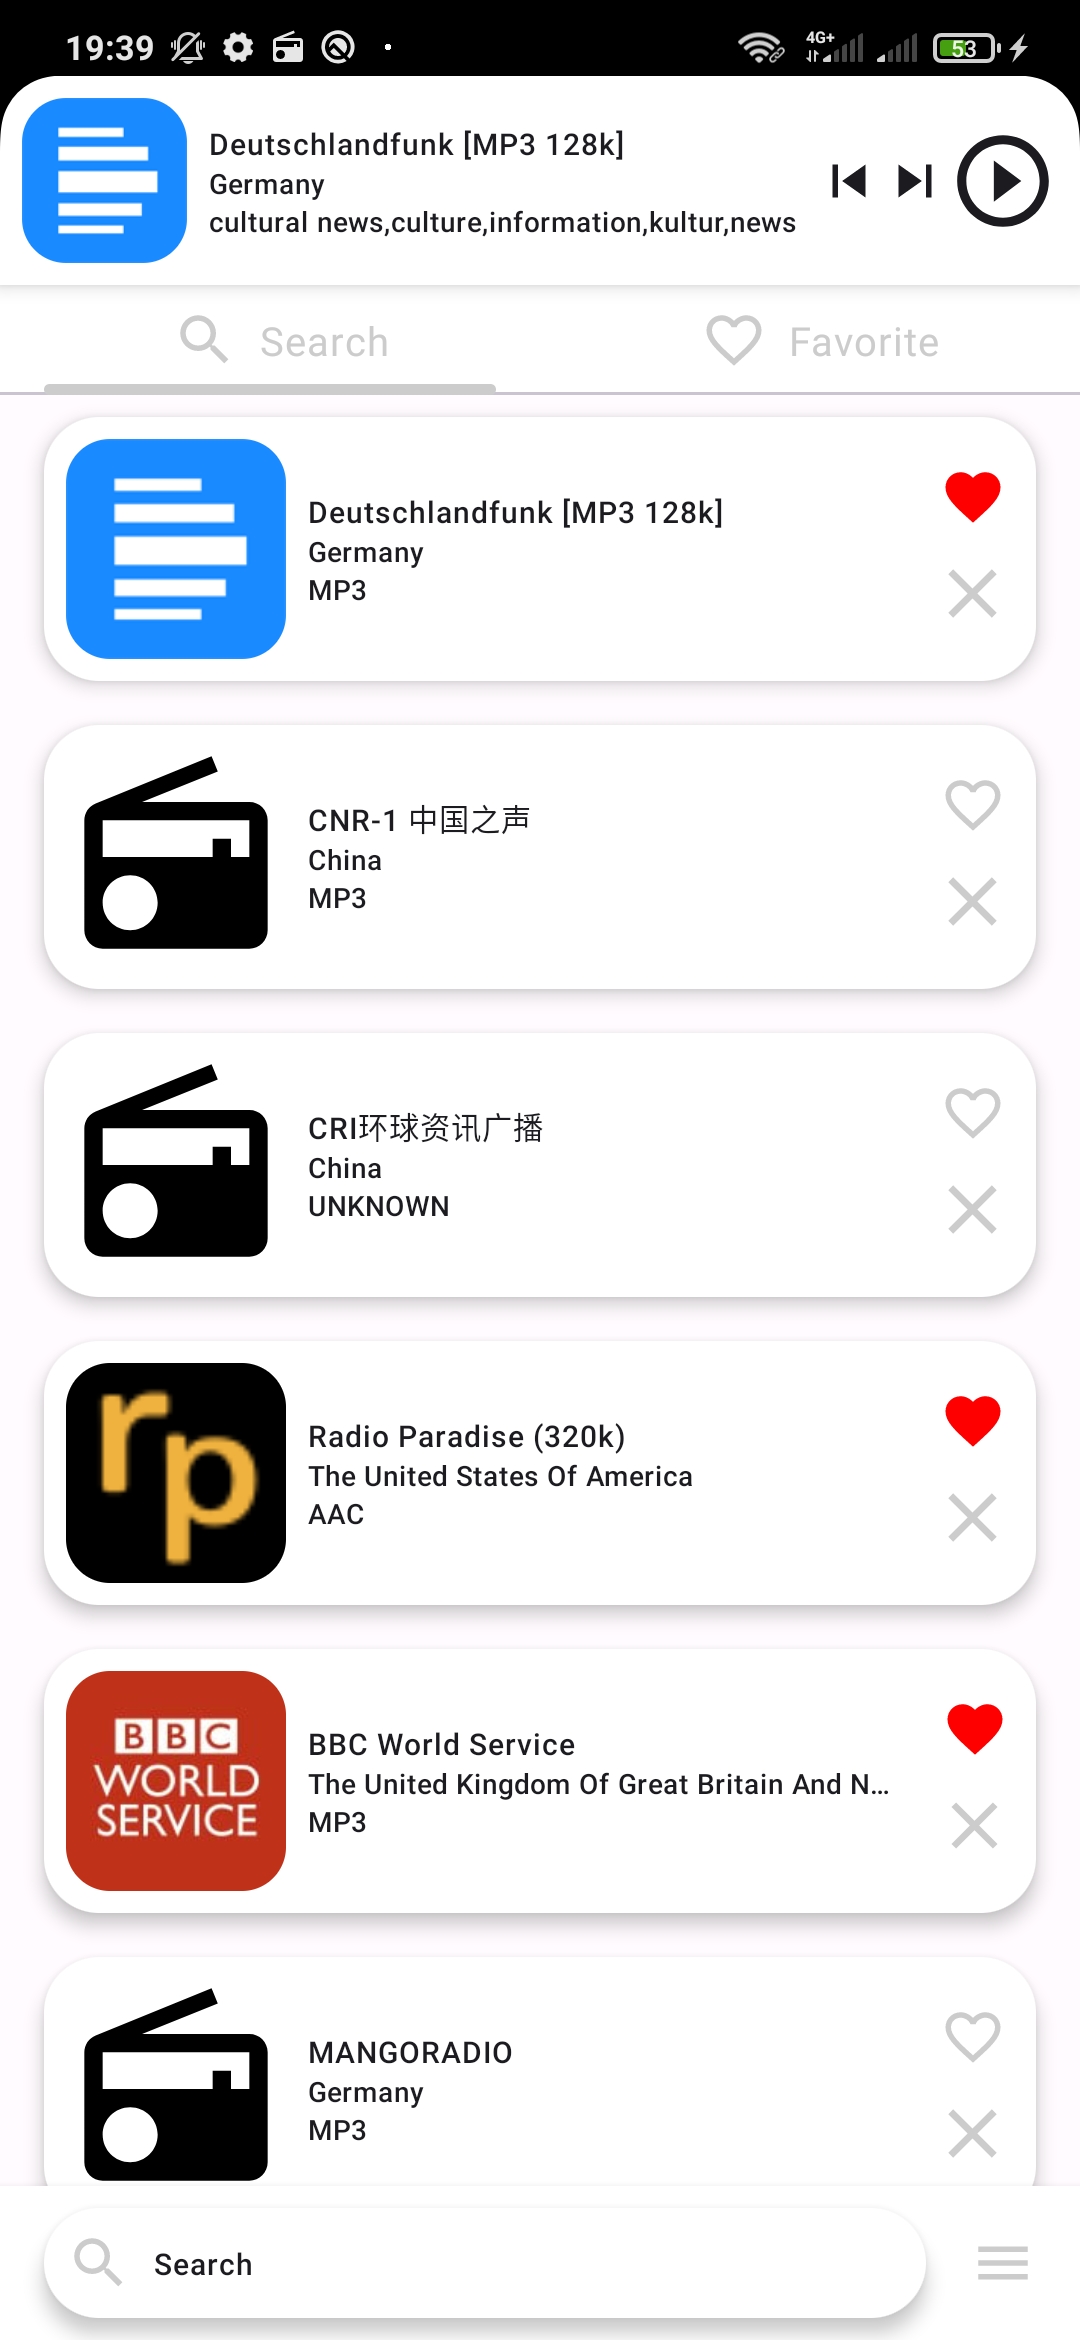 19:39
4G+
53
Deutschlandfunk [MP3 128k]
Germany
cultural news,culture,information,kultur,news
Search
Favorite
Deutschlandfunk [MP3 128k]
Germany
MP3
CNR-1 中国之声
China
MP3
CRI环球资讯广播
China
UNKNOWN
rp
Radio Paradise (320k)
The United States Of America
AAC
BBC
WORLD
SERVICE
BBC World Service
The United Kingdom Of Great Britain And N...
MP3
MANGORADIO
Germany
MP3
Search